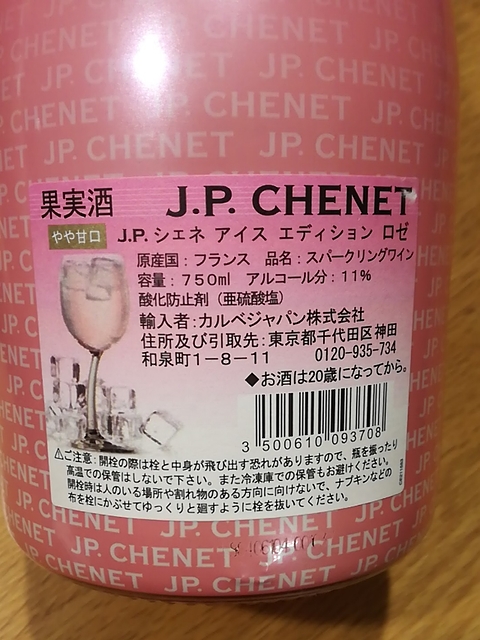 JP. CHENET JP. CHENET
果実酒 J.P. CHENET
やや甘口 J.P. シェネ アイス エディション ロゼ
原産国：フランス 品名：スパークリングワイン
容量：750ml アルコール分：11%
酸化防止剤（亜硫酸塩）
輸入者：カルベジャパン株式会社
住所及び引取先：東京都千代田区神田
和泉町1-8-11 0120-935-734
◆お酒は20歳になってから。
3 500610 093708
⚠ご注意：開栓の際は栓と中身が飛び出す恐れがありますので、瓶を振ったり
高温での保管はしないで下さい。また冷凍庫での保管もお避けください。
開栓時は人のいる場所や割れ物のある方向に向けないで、ナプキンなどの
布を栓にかぶせてゆっくりと廻すように栓を抜いてください。
JP. CHENET JP. CHENET
JP. CHENET JP. CHENET